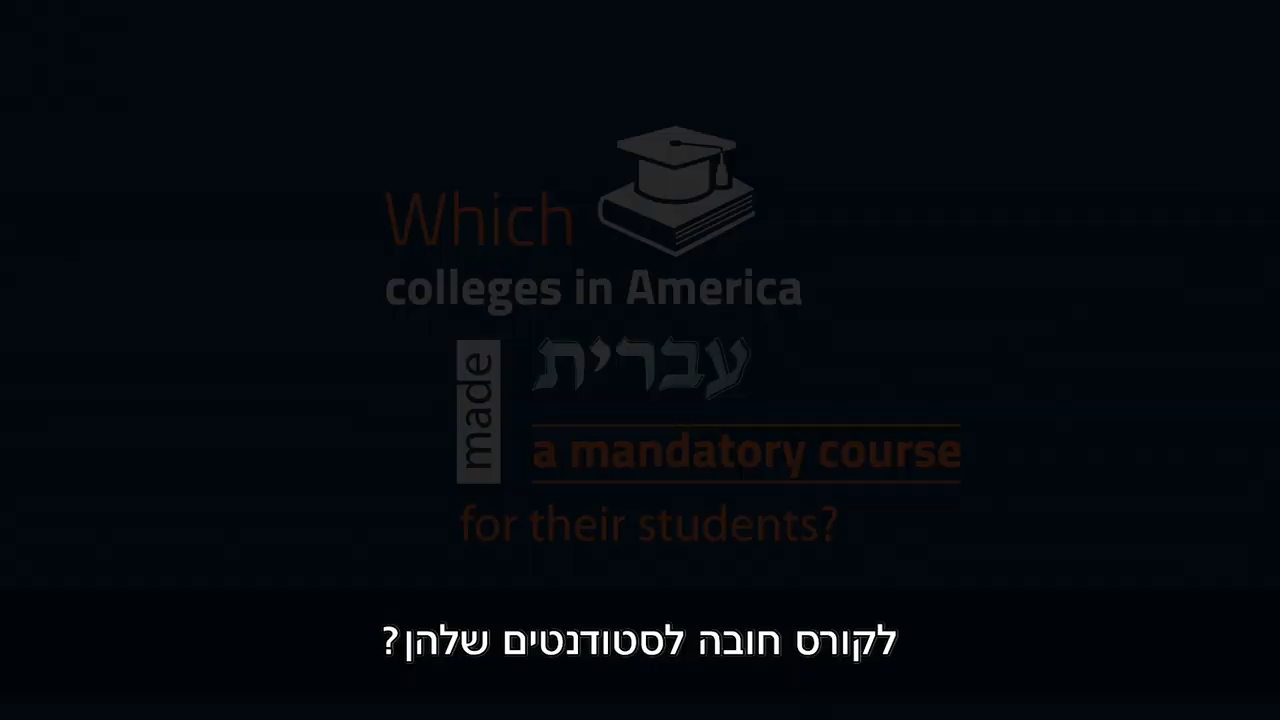 Which
colleges in America
made
עברית
a mandatory course
for their students?
לקורס חובה לסטודנטים שלהן?